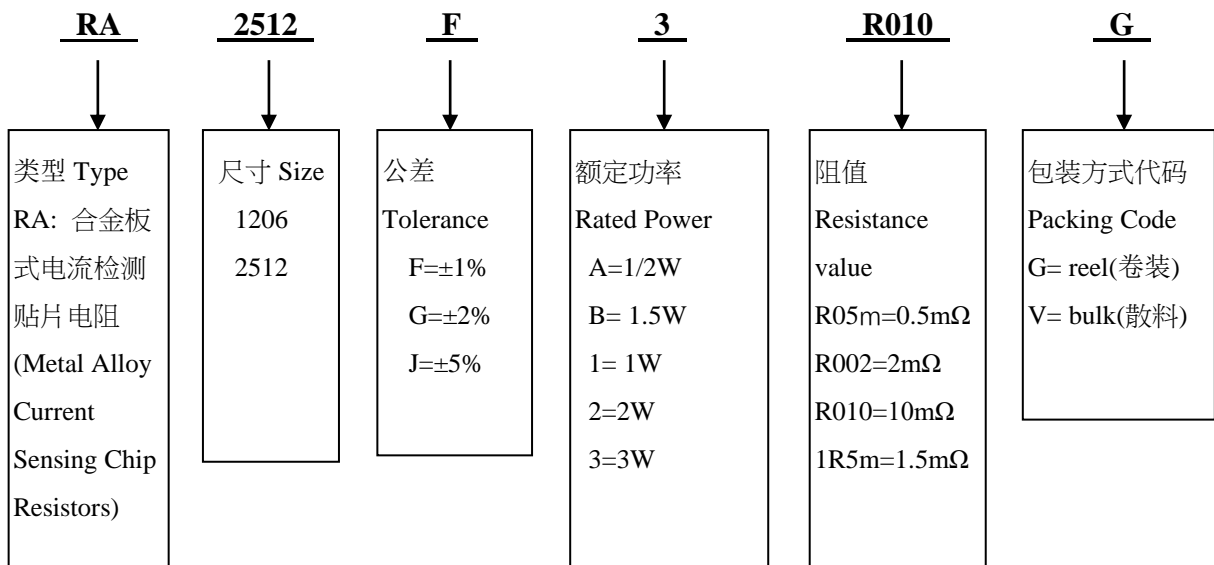 RA 2512 F 3 R010 G
类型 Type
RA: 合金板
式电流检测
贴片电阻
(Metal Alloy
Current
Sensing Chip
Resistors)
尺寸 Size
1206
2512
公差
Tolerance
F=±1%
G=±2%
J=±5%
额定功率
Rated Power
A=1/2W
B= 1.5W
1= 1W
2=2W
3=3W
阻值
Resistance
value
R05m=0.5mΩ
R002=2mΩ
R010=10mΩ
1R5m=1.5mΩ
包装方式代码
Packing Code
G= reel(卷装)
V= bulk(散料)